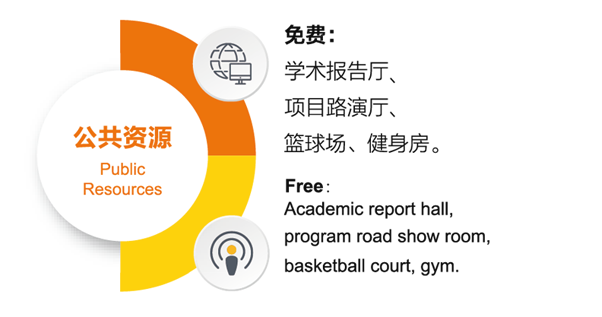 公共资源
Public
Resources
免费：
学术报告厅、
项目路演厅、
篮球场、健身房。
Free：
Academic report hall,
program road show room,
basketball court, gym.